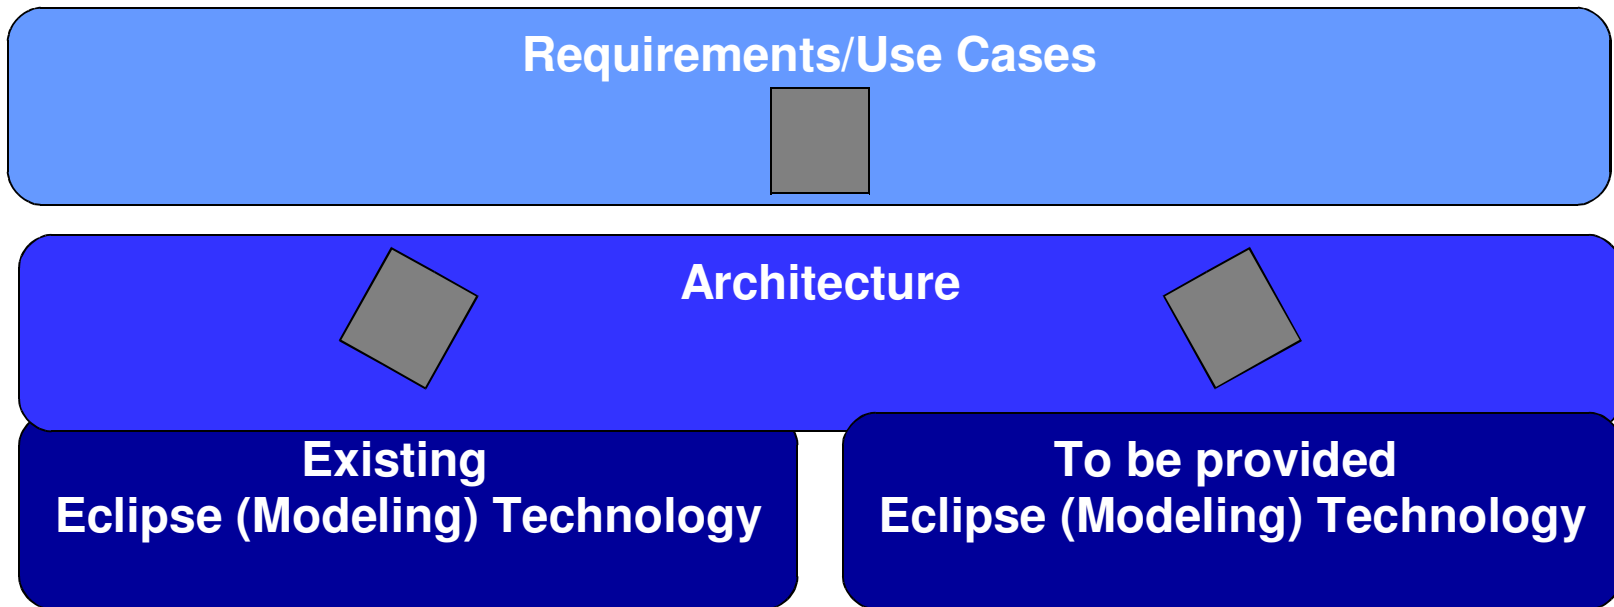 Requirements/Use Cases
Architecture
Existing
Eclipse (Modeling) Technology
To be provided
Eclipse (Modeling) Technology